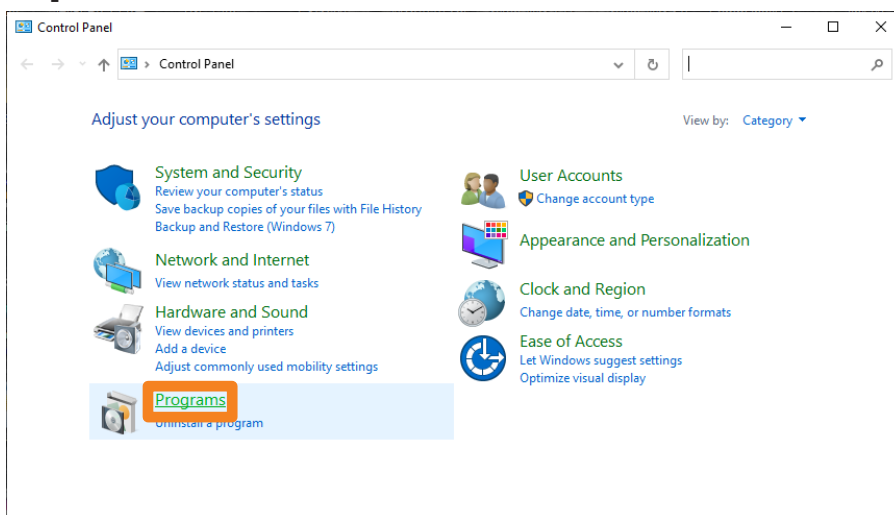 Control Panel
Control Panel
Adjust your computer's settings
View by: Category
System and Security
Review your computer's status
Save backup copies of your files with File History
Backup and Restore (Windows 7)
Network and Internet
View network status and tasks
Hardware and Sound
View devices and printers
Add a device
Adjust commonly used mobility settings
Programs
Uninstall a program
User Accounts
Change account type
Appearance and Personalization
Clock and Region
Change date, time, or number formats
Ease of Access
Let Windows suggest settings
Optimize visual display